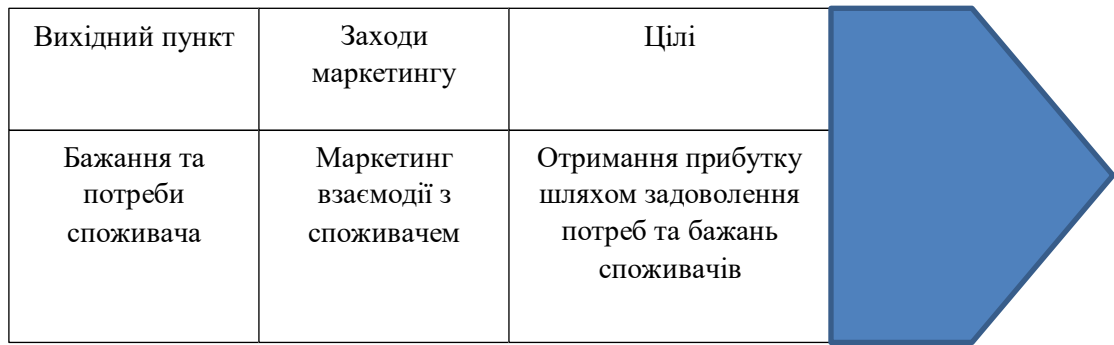 Вихідний пункт
Заходи
маркетингу
Цілі
Бажання та
потреби
споживача
Маркетинг
взаємодії з
споживачем
Отримання прибутку
шляхом задоволення
потреб та бажань
споживачів